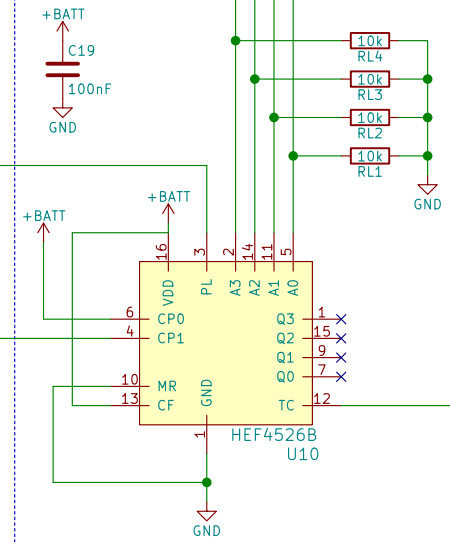 +BATT
C19
100nF
GND
10k
RL4
10k
RL3
10k
RL2
10k
RL1
GND
+BATT
+BATT
16
3
2
14
11
5
VDD
PL
A3
A2
A1
A0
6
CP0
4
CP1
10
MR
13
CF
GND
Q3
1
Q2
15
Q1
9
Q0
7
TC
12
1
HEF4526B
U10
GND